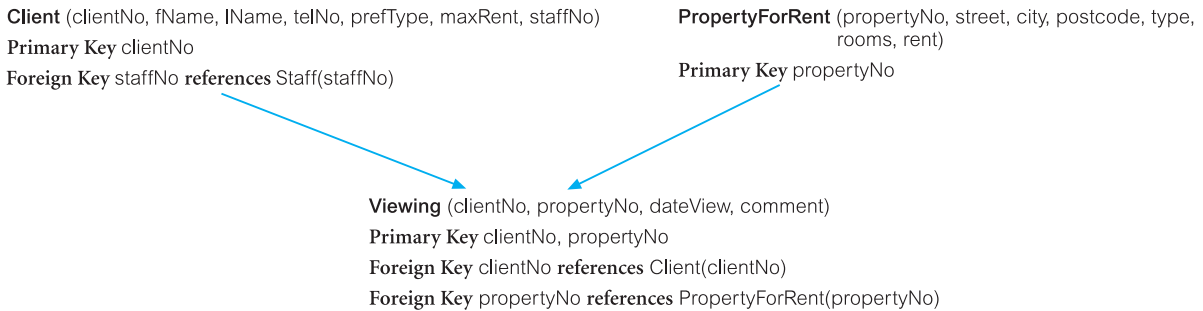 Client (clientNo, fName, lName, telNo, prefType, maxRent, staffNo)
Primary Key clientNo
Foreign Key staffNo references Staff(staffNo)
PropertyForRent (propertyNo, street, city, postcode, type,
rooms, rent)
Primary Key propertyNo
Viewing (clientNo, propertyNo, dateView, comment)
Primary Key clientNo, propertyNo
Foreign Key clientNo references Client(clientNo)
Foreign Key propertyNo references PropertyForRent(propertyNo)